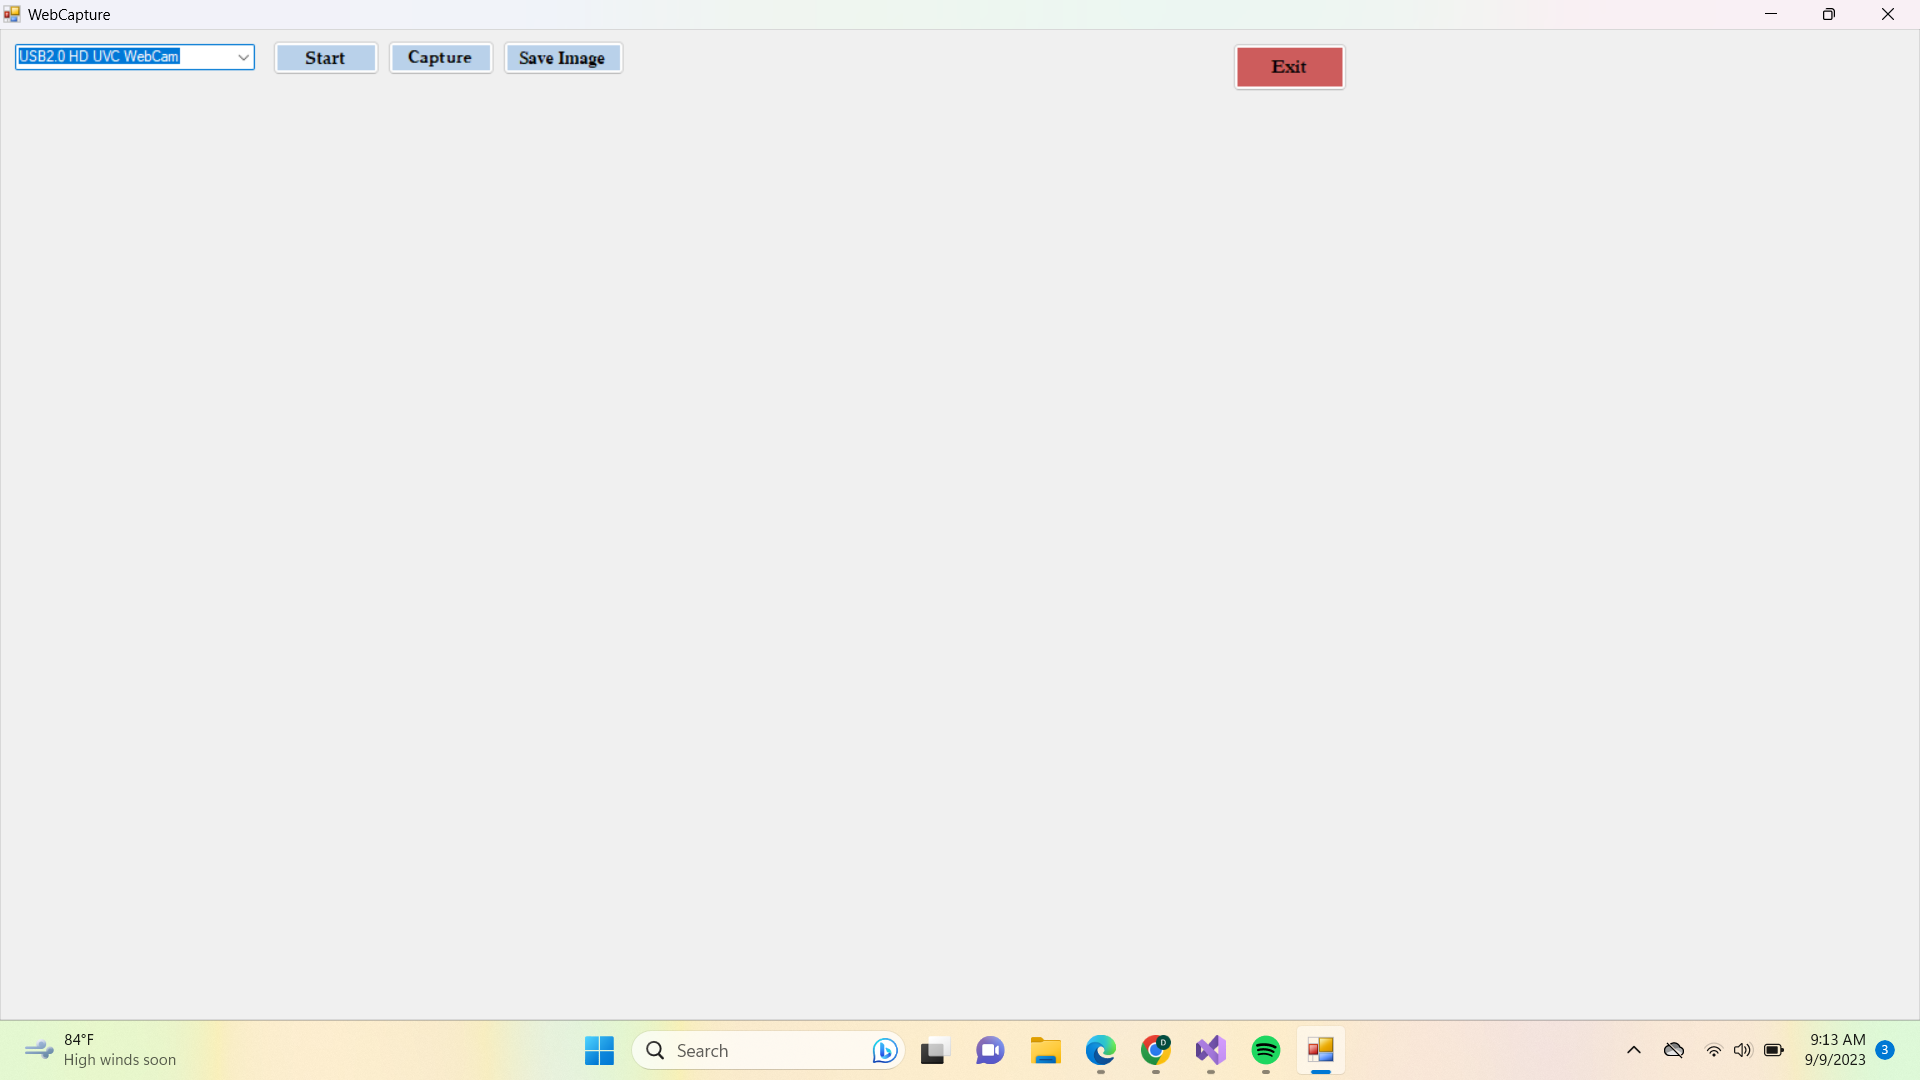 WebCapture
USB2.0 HD UVC WebCam
Start
Capture
Save Image
Exit
84°F
High winds soon
Search
D
9:13 AM
9/9/2023
3